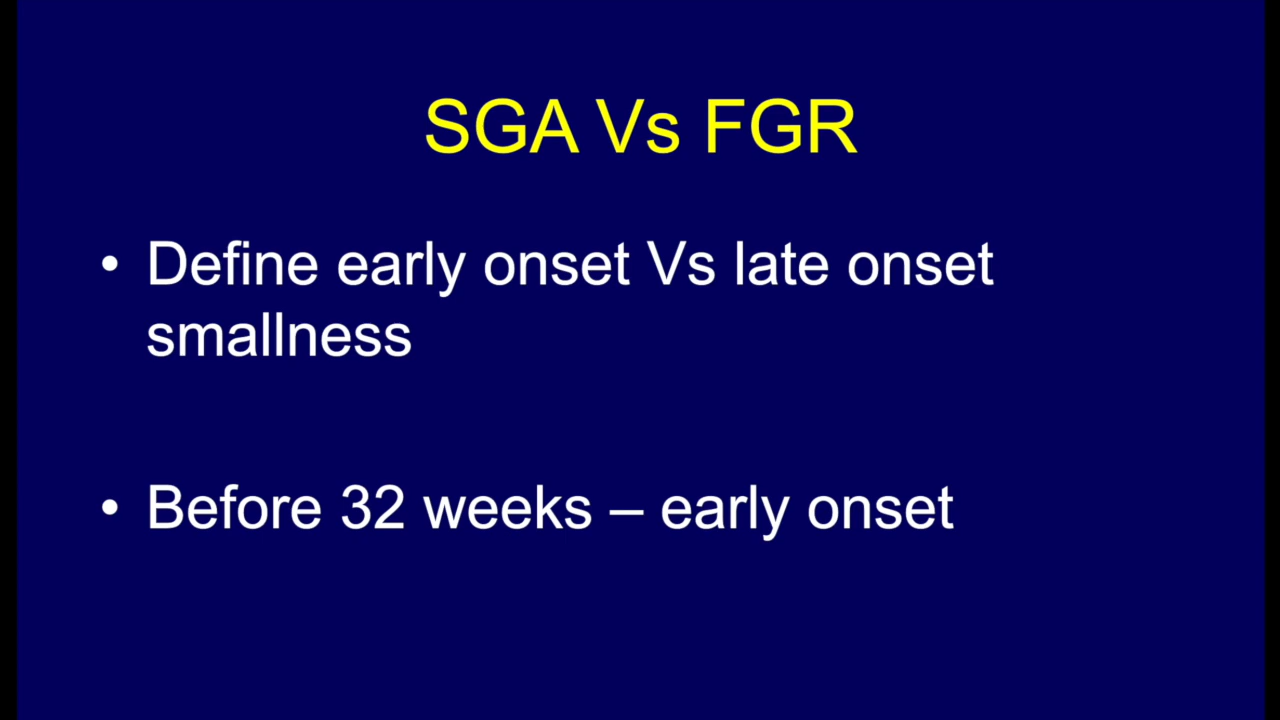 SGA Vs FGR
• Define early onset Vs late onset
smallness
• Before 32 weeks – early onset